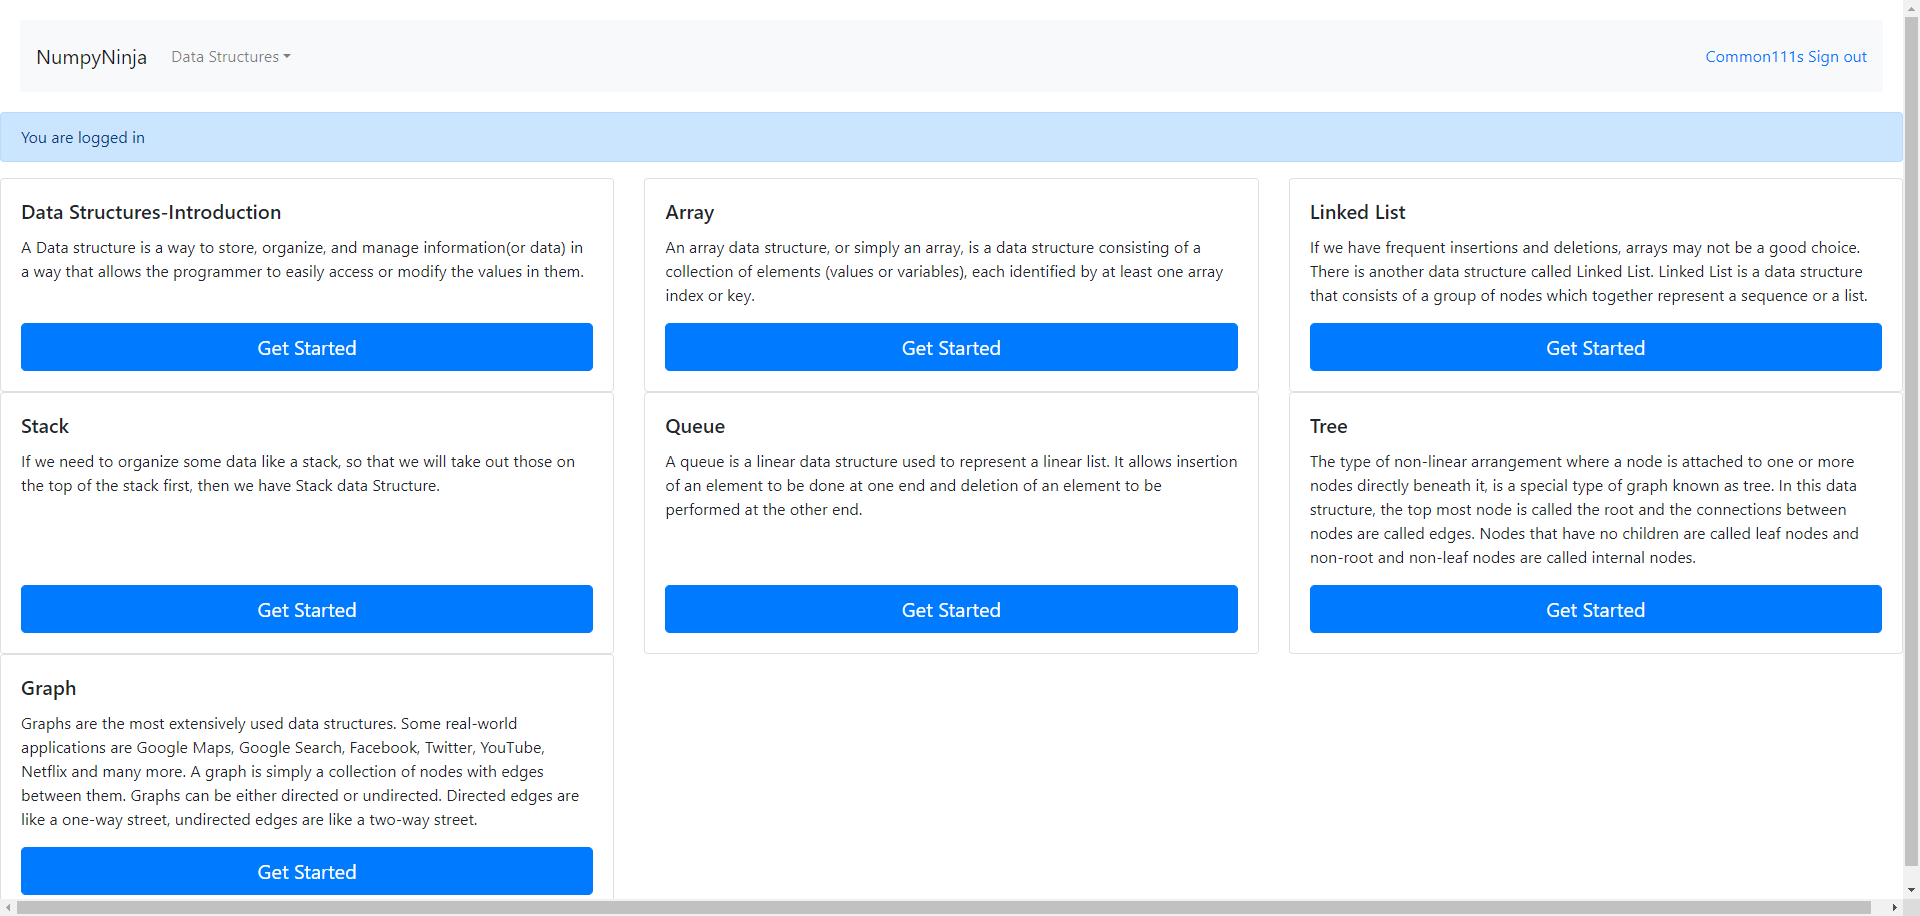 NumpyNinja
Data Structures
Common111s Sign out
You are logged in
Data Structures-Introduction
A Data structure is a way to store, organize, and manage information(or data) in
a way that allows the programmer to easily access or modify the values in them.
Get Started
Array
An array data structure, or simply an array, is a data structure consisting of a
collection of elements (values or variables), each identified by at least one array
index or key.
Get Started
Linked List
If we have frequent insertions and deletions, arrays may not be a good choice.
There is another data structure called Linked List. Linked List is a data structure
that consists of a group of nodes which together represent a sequence or a list.
Get Started
Stack
If we need to organize some data like a stack, so that we will take out those on
the top of the stack first, then we have Stack data Structure.
Get Started
Queue
A queue is a linear data structure used to represent a linear list. It allows insertion
of an element to be done at one end and deletion of an element to be
performed at the other end.
Get Started
Tree
The type of non-linear arrangement where a node is attached to one or more
nodes directly beneath it, is a special type of graph known as tree. In this data
structure, the top most node is called the root and the connections between
nodes are called edges. Nodes that have no children are called leaf nodes and
non-root and non-leaf nodes are called internal nodes.
Get Started
Graph
Graphs are the most extensively used data structures. Some real-world
applications are Google Maps, Google Search, Facebook, Twitter, YouTube,
Netflix and many more. A graph is simply a collection of nodes with edges
between them. Graphs can be either directed or undirected. Directed edges are
like a one-way street, undirected edges are like a two-way street.
Get Started